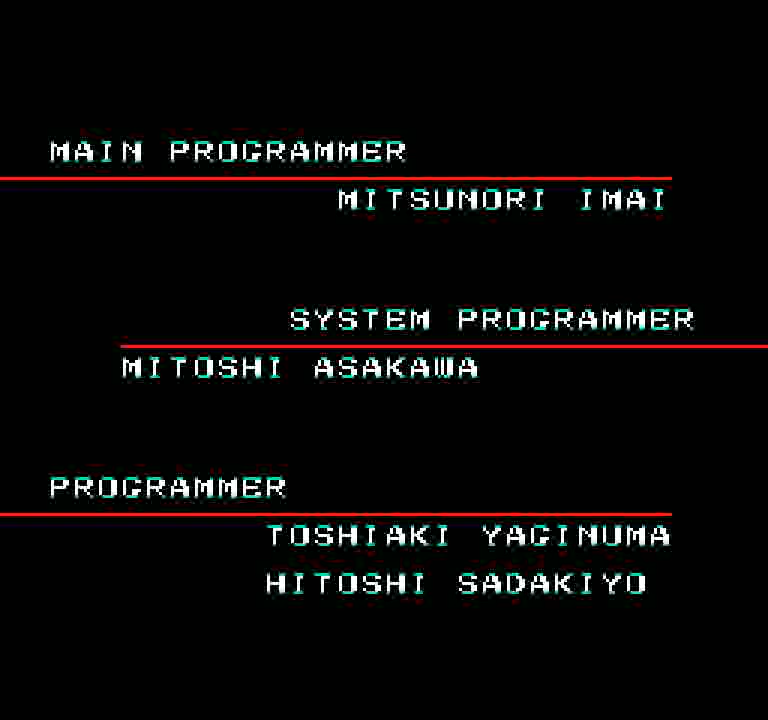 MAIN PROGRAMMER
MITSUNORI IMAI
SYSTEM PROGRAMMER
MITOSHI ASAKAWA
PROGRAMMER
TOSHIAKI YAGINUMA
HITOSHI SADAKIYO